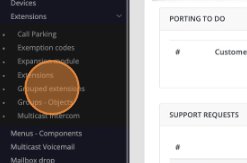 Devices
Extensions
Call Parking
Exemption codes
Expansion module
Extensions
Grouped extensions
Groups - Objects
Multicast Intercom
Menus - Components
Multicast Voicemail
Mailbox drop
PORTING TO DO
# Custome
SUPPORT REQUESTS
#